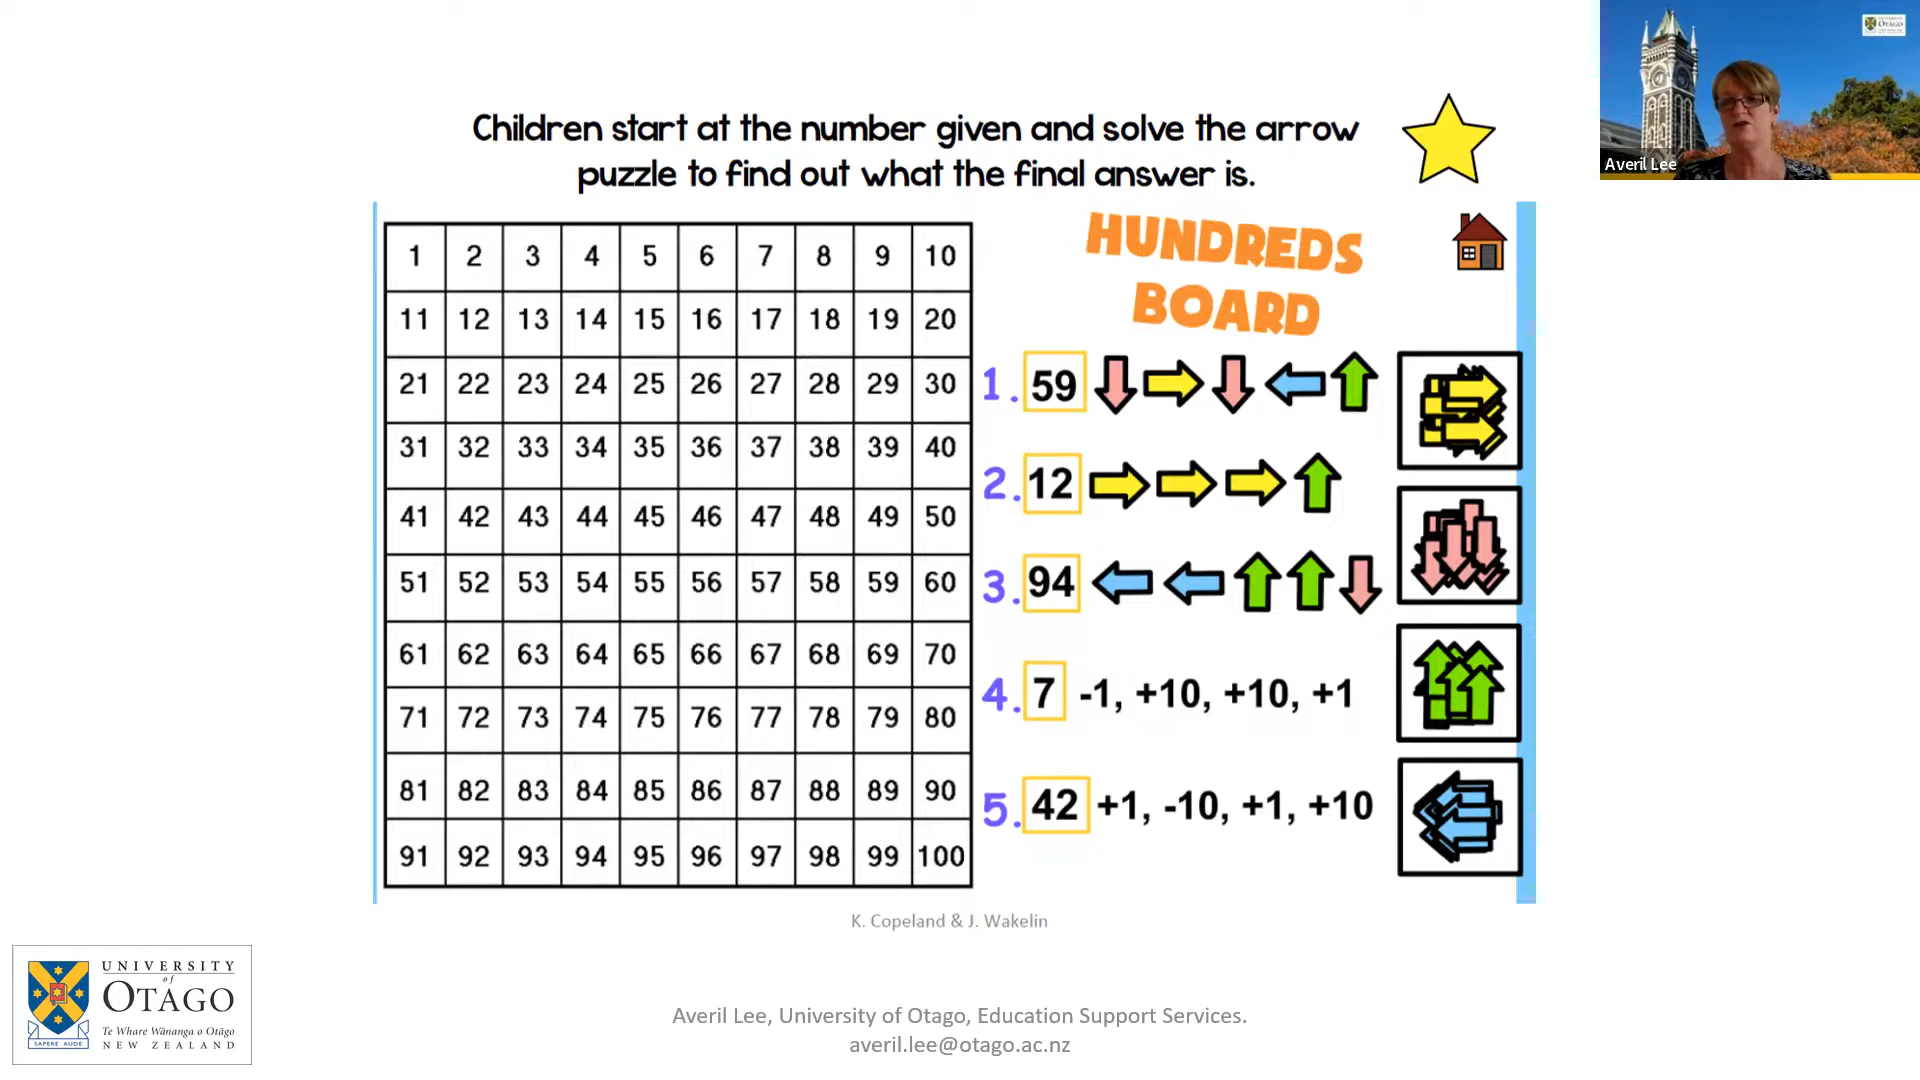 Children start at the number given and solve the arrow
puzzle to find out what the final answer is.
Averil Lee
OTAGO
HUNDREDS
BOARD
1 2 3 4 5 6 7 8 9 10
11 12 13 14 15 16 17 18 19 20
21 22 23 24 25 26 27 28 29 30
31 32 33 34 35 36 37 38 39 40
41 42 43 44 45 46 47 48 49 50
51 52 53 54 55 56 57 58 59 60
61 62 63 64 65 66 67 68 69 70
71 72 73 74 75 76 77 78 79 80
81 82 83 84 85 86 87 88 89 90
91 92 93 94 95 96 97 98 99 100
1. 59
2. 12
3. 94
4. 7 -1, +10, +10, +1
5. 42 +1, -10, +1, +10
K. Copeland & J. Wakelin
UNIVERSITY
of
OTAGO
Te Whare Wānanga o Otāgo
NEW ZEALAND
SAPERE AUDE
Averil Lee, University of Otago, Education Support Services.
averil.lee@otago.ac.nz